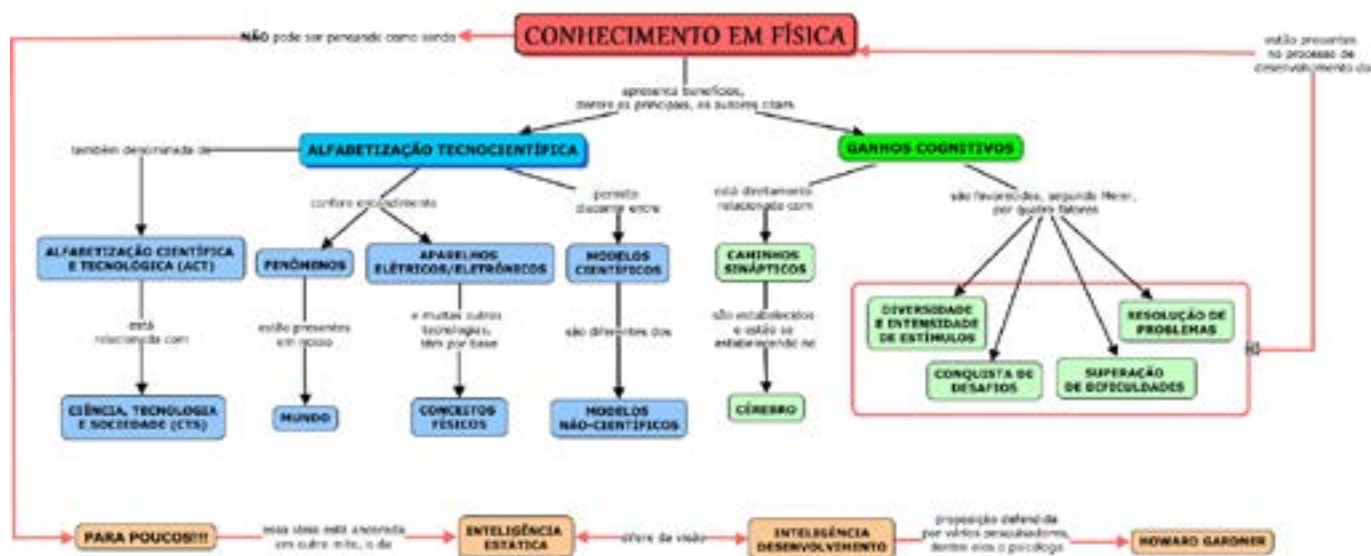 CONHECIMENTO EM FÍSICA
NÃO pode ser pensando como sendo
estão presentes
no processo de
desenvolvimento do
apresenta benefícios,
dentre os principais, os autores citam
ALFABETIZAÇÃO TECNOCIENTÍFICA
GANHOS COGNITIVOS
também denominada de
confere entendimento
permite
discernir entre
está diretamente
relacionada com
são favorecidos, segundo
por quatro fatores
ALFABETIZAÇÃO CIENTÍFICA
E TECNOLÓGICA (ACT)
FENÔMENOS
APARELHOS
ELÉTRICOS/ELETRÔNICOS
MODELOS
CIENTÍFICOS
CAMINHOS
SINÁPTICOS
DIVERSIDADE
E INTENSIDADE
DE ESTÍMULOS
RESOLUÇÃO DE
PROBLEMAS
CONQUISTA DE
DESAFIOS
SUPERAÇÃO
DE DIFICULDADES
está
relacionada com
estão presentes
em nosso
e muitas outras
tecnologias,
têm por base
são diferentes dos
são estabelecidos
e estão se
estabelecendo no
CIÊNCIA, TECNOLOGIA
E SOCIEDADE (CTS)
MUNDO
CONCEITOS
FÍSICOS
MODELOS
NÃO-CIENTÍFICOS
CÉREBRO
PARA POUCOS!!!!
essa ideia está ancorada
em outro mito, o da
INTELIGÊNCIA
ESTÁTICA
difere da visão
INTELIGÊNCIA
DESENVOLVIMENTO
proposição defendida
por vários pesquisadores,
dentre eles o psicólogo
HOWARD GARDNER